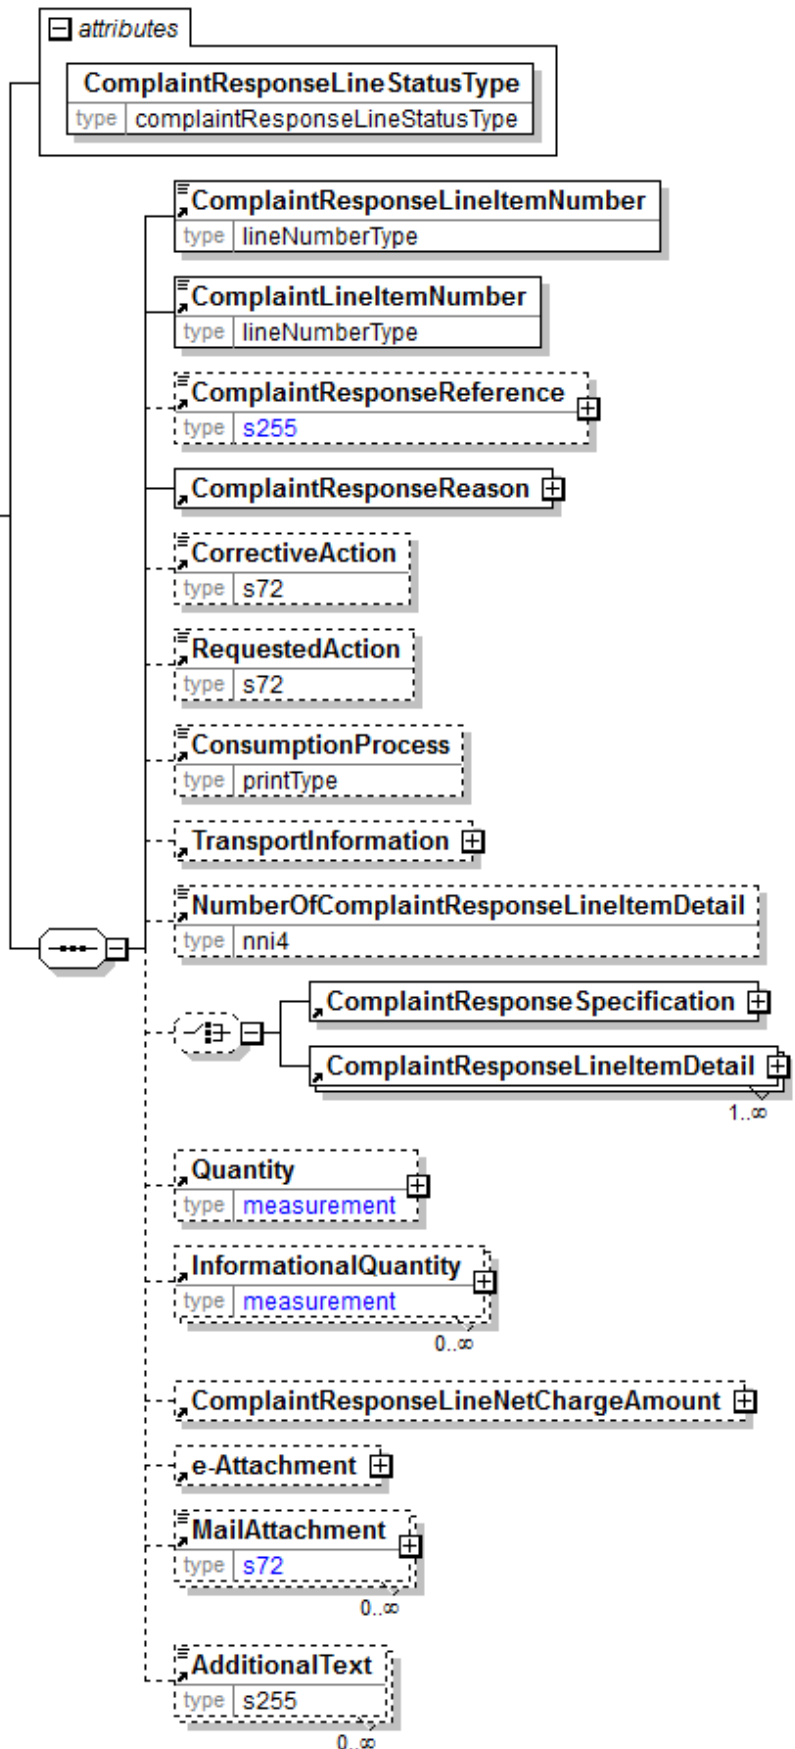 attributes
ComplaintResponseLineStatusType
type complaintResponseLineStatusType
ComplaintResponseLineItemNumber
type lineNumberType
ComplaintLineItemNumber
type lineNumberType
ComplaintResponseReference
type s255
ComplaintResponseReason
CorrectiveAction
type s72
RequestedAction
type s72
ConsumptionProcess
type printType
TransportInformation
NumberOfComplaintResponseLineItemDetail
type nni4
ComplaintResponseSpecification
ComplaintResponseLineItemDetail
1..∞
Quantity
type measurement
InformationalQuantity
type measurement
0..∞
ComplaintResponseLineNetChargeAmount
e-Attachment
MailAttachment
type s72
0..∞
AdditionalText
type s255
0..∞